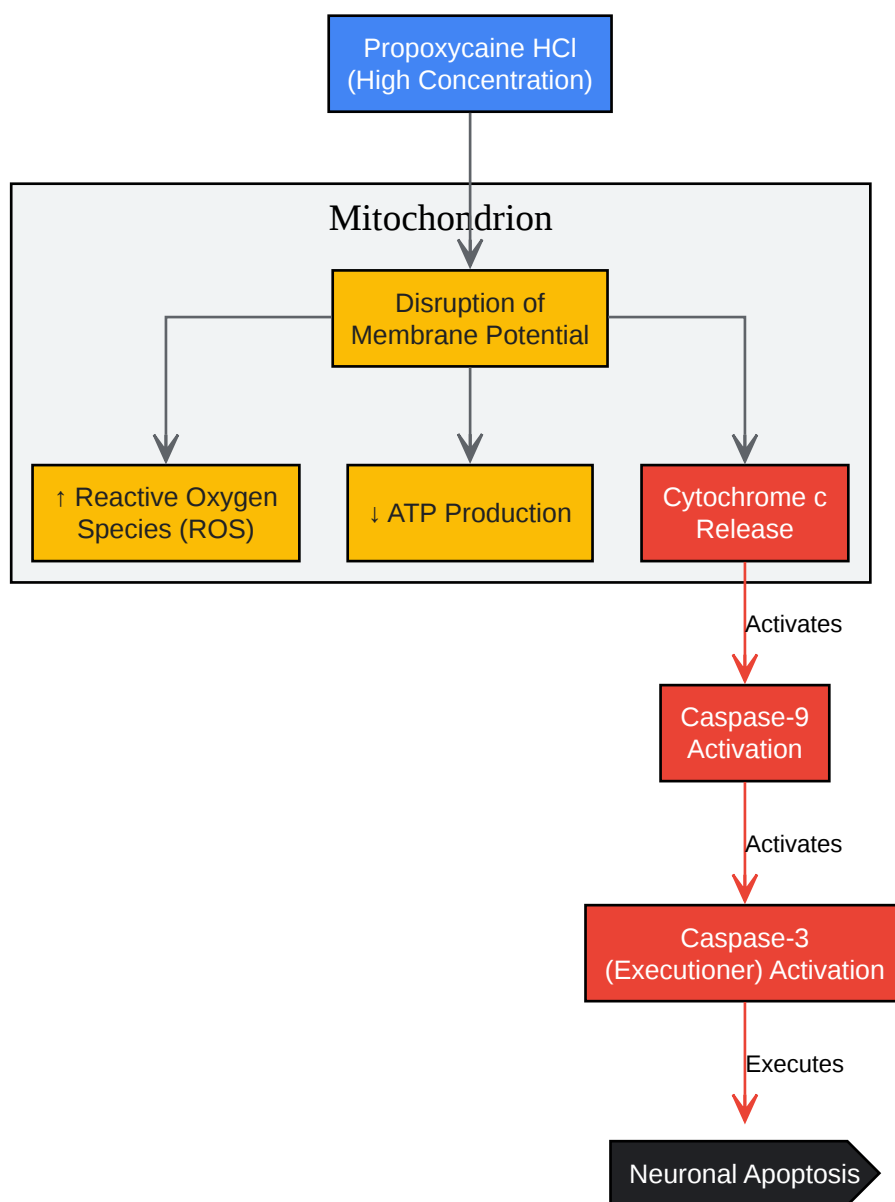 Propoxycaine HCl
(High Concentration)
Mitochondrion
Disruption of
Membrane Potential
↑ Reactive Oxygen
Species (ROS)
↓ ATP Production
Cytochrome c
Release
Activates
Caspase-9
Activation
Activates
Caspase-3
(Executioner) Activation
Executes
Neuronal Apoptosis